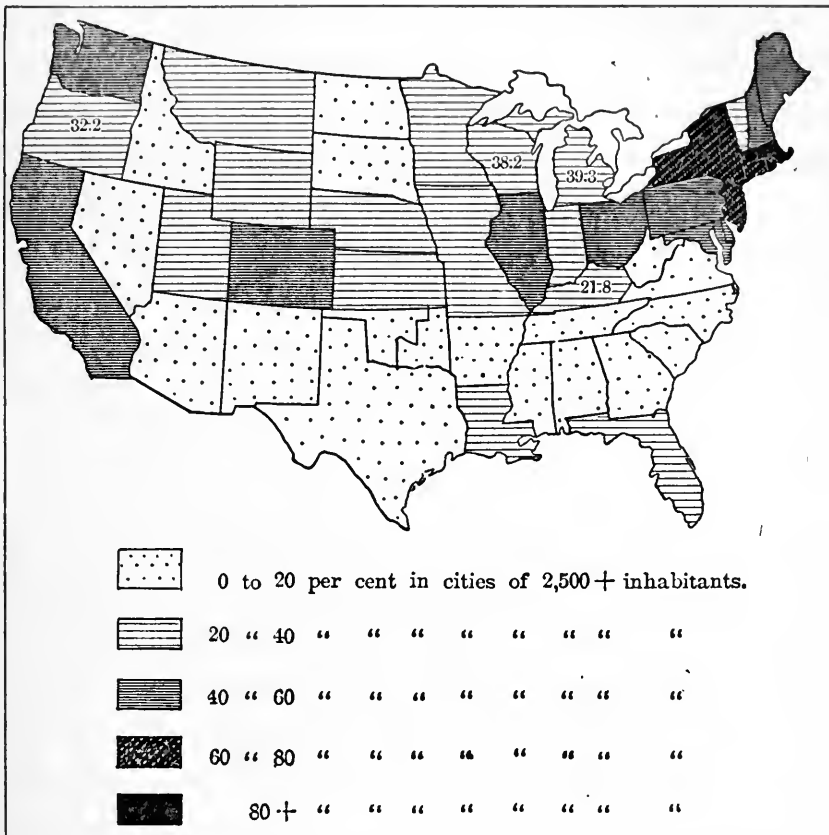 32.2
38.2
39.3
21.8
0 to 20 per cent in cities of 2,500 + inhabitants.
20 “ 40 “ “ “ “ “ “ “ “
40 “ 60 “ “ “ “ “ “ “ “
60 “ 80 “ “ “ “ “ “ “ “
80 + “ “ “ “ “ “ “ “